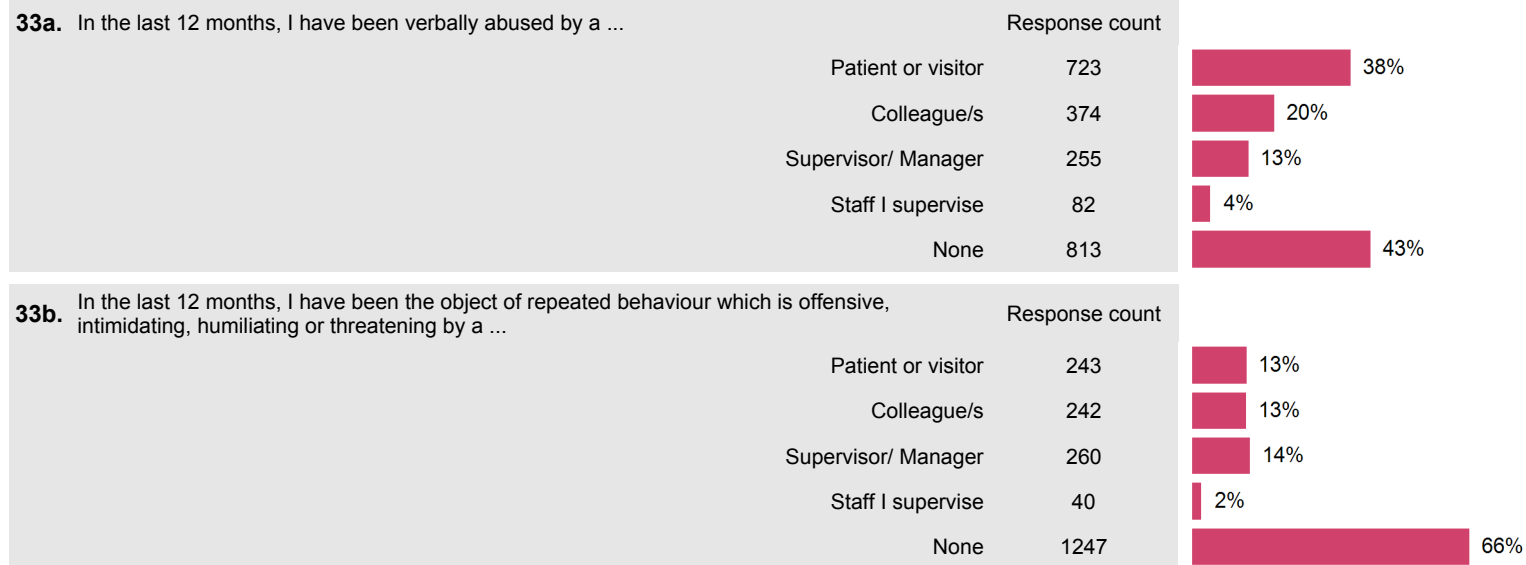 33a. In the last 12 months, I have been verbally abused by a ... Response count
Patient or visitor 723 38%
Colleague/s 374 20%
Supervisor/ Manager 255 13%
Staff I supervise 82 4%
None 813 43%
33b. In the last 12 months, I have been the object of repeated behaviour which is offensive,
intimidating, humiliating or threatening by a ... Response count
Patient or visitor 243 13%
Colleague/s 242 13%
Supervisor/ Manager 260 14%
Staff I supervise 40 2%
None 1247 66%